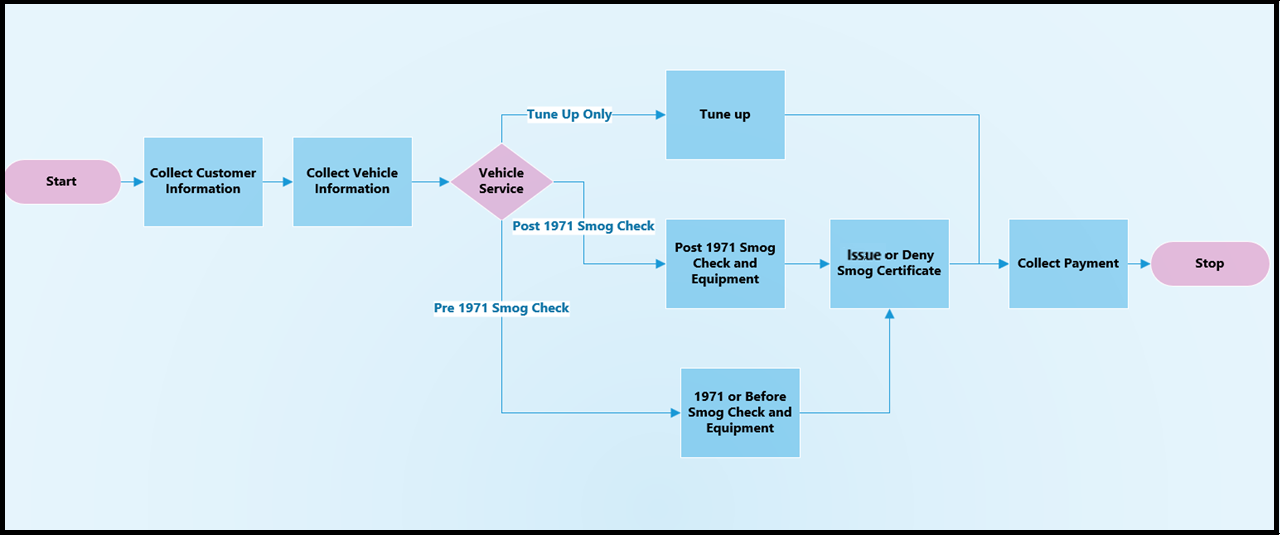 Start
Collect Customer
Information
Collect Vehicle
Information
Vehicle
Service
Tune Up Only
Tune up
Post 1971 Smog Check
Post 1971 Smog
Check and
Equipment
Issue or Deny
Smog Certificate
Collect Payment
Stop
Pre 1971 Smog Check
1971 or Before
Smog Check and
Equipment